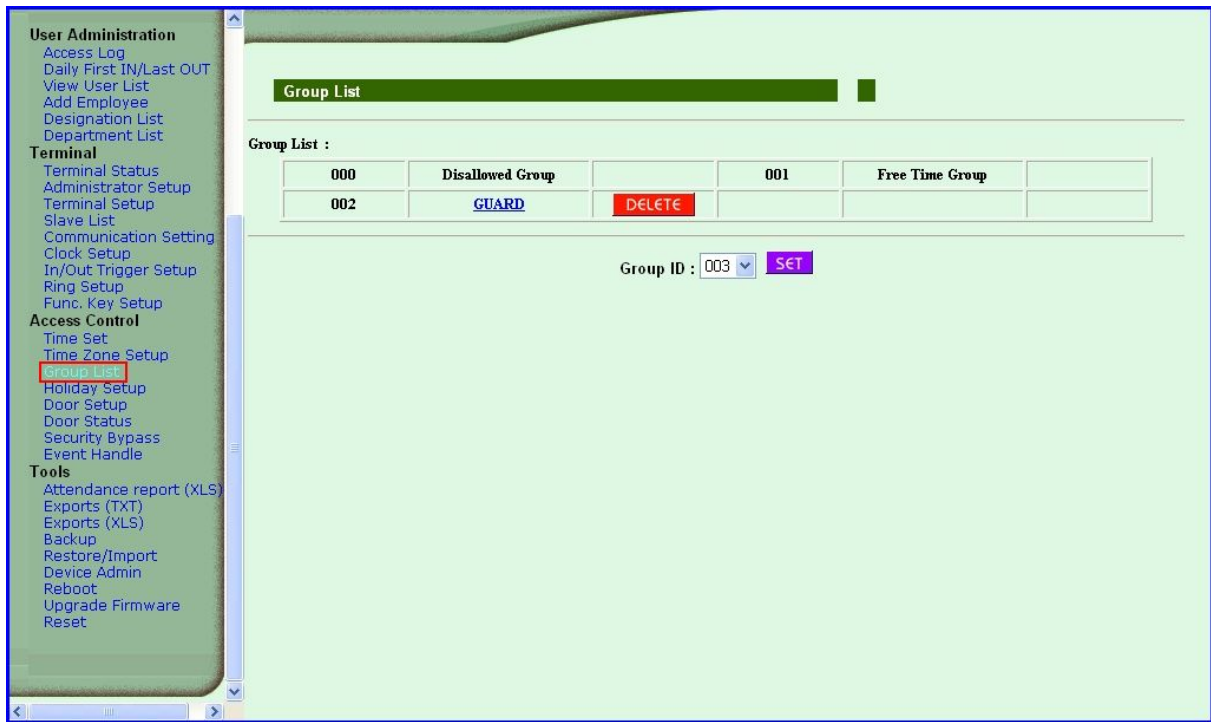 User Administration
Access Log
Daily First IN/Last OUT
View User List
Add Employee
Designation List
Department List
Terminal
Terminal Status
Administrator Setup
Terminal Setup
Slave List
Communication Setting
Clock Setup
In/Out Trigger Setup
Ring Setup
Func. Key Setup
Access Control
Time Set
Time Zone Setup
Group List
Holiday Setup
Door Setup
Door Status
Security Bypass
Event Handle
Tools
Attendance report (XLS)
Exports (TXT)
Exports (XLS)
Backup
Restore/Import
Device Admin
Reboot
Upgrade Firmware
Reset
Group List
Group List :
000 Disallowed Group 001 Free Time Group
002 GUARD DELETE
Group ID : 003 SET